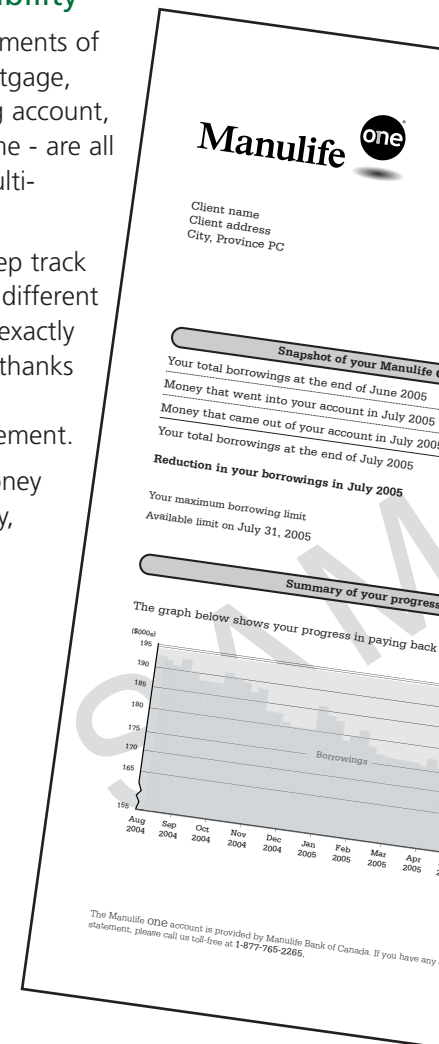 bility
ments of
tgage,
g account,
ne - are all
ulti-
ep track
different
exactly
thanks
ement.
oney
y,
Manulife one
Client name
Client address
City, Province PC
Snapshot of your Manulife
Your total borrowings at the end of June 2005
Money that went into your account in July 2005
Money that came out of your account in July 2005
Your total borrowings at the end of July 2005
Reduction in your borrowings in July 2005
Your maximum borrowing limit
Available limit on July 31, 2005
Summary of your progress
The graph below shows your progress in paying back
($000s)
195
190
185
180
175
170
165
155
Borrowings
Aug 2004
Sep 2004
Oct 2004
Nov 2004
Dec 2004
Jan 2005
Feb 2005
Mar 2005
Apr 2005
SAM
The Manulife one account is provided by Manulife Bank of Canada. If you have any
statement, please call us toll-free at 1-877-765-2265.